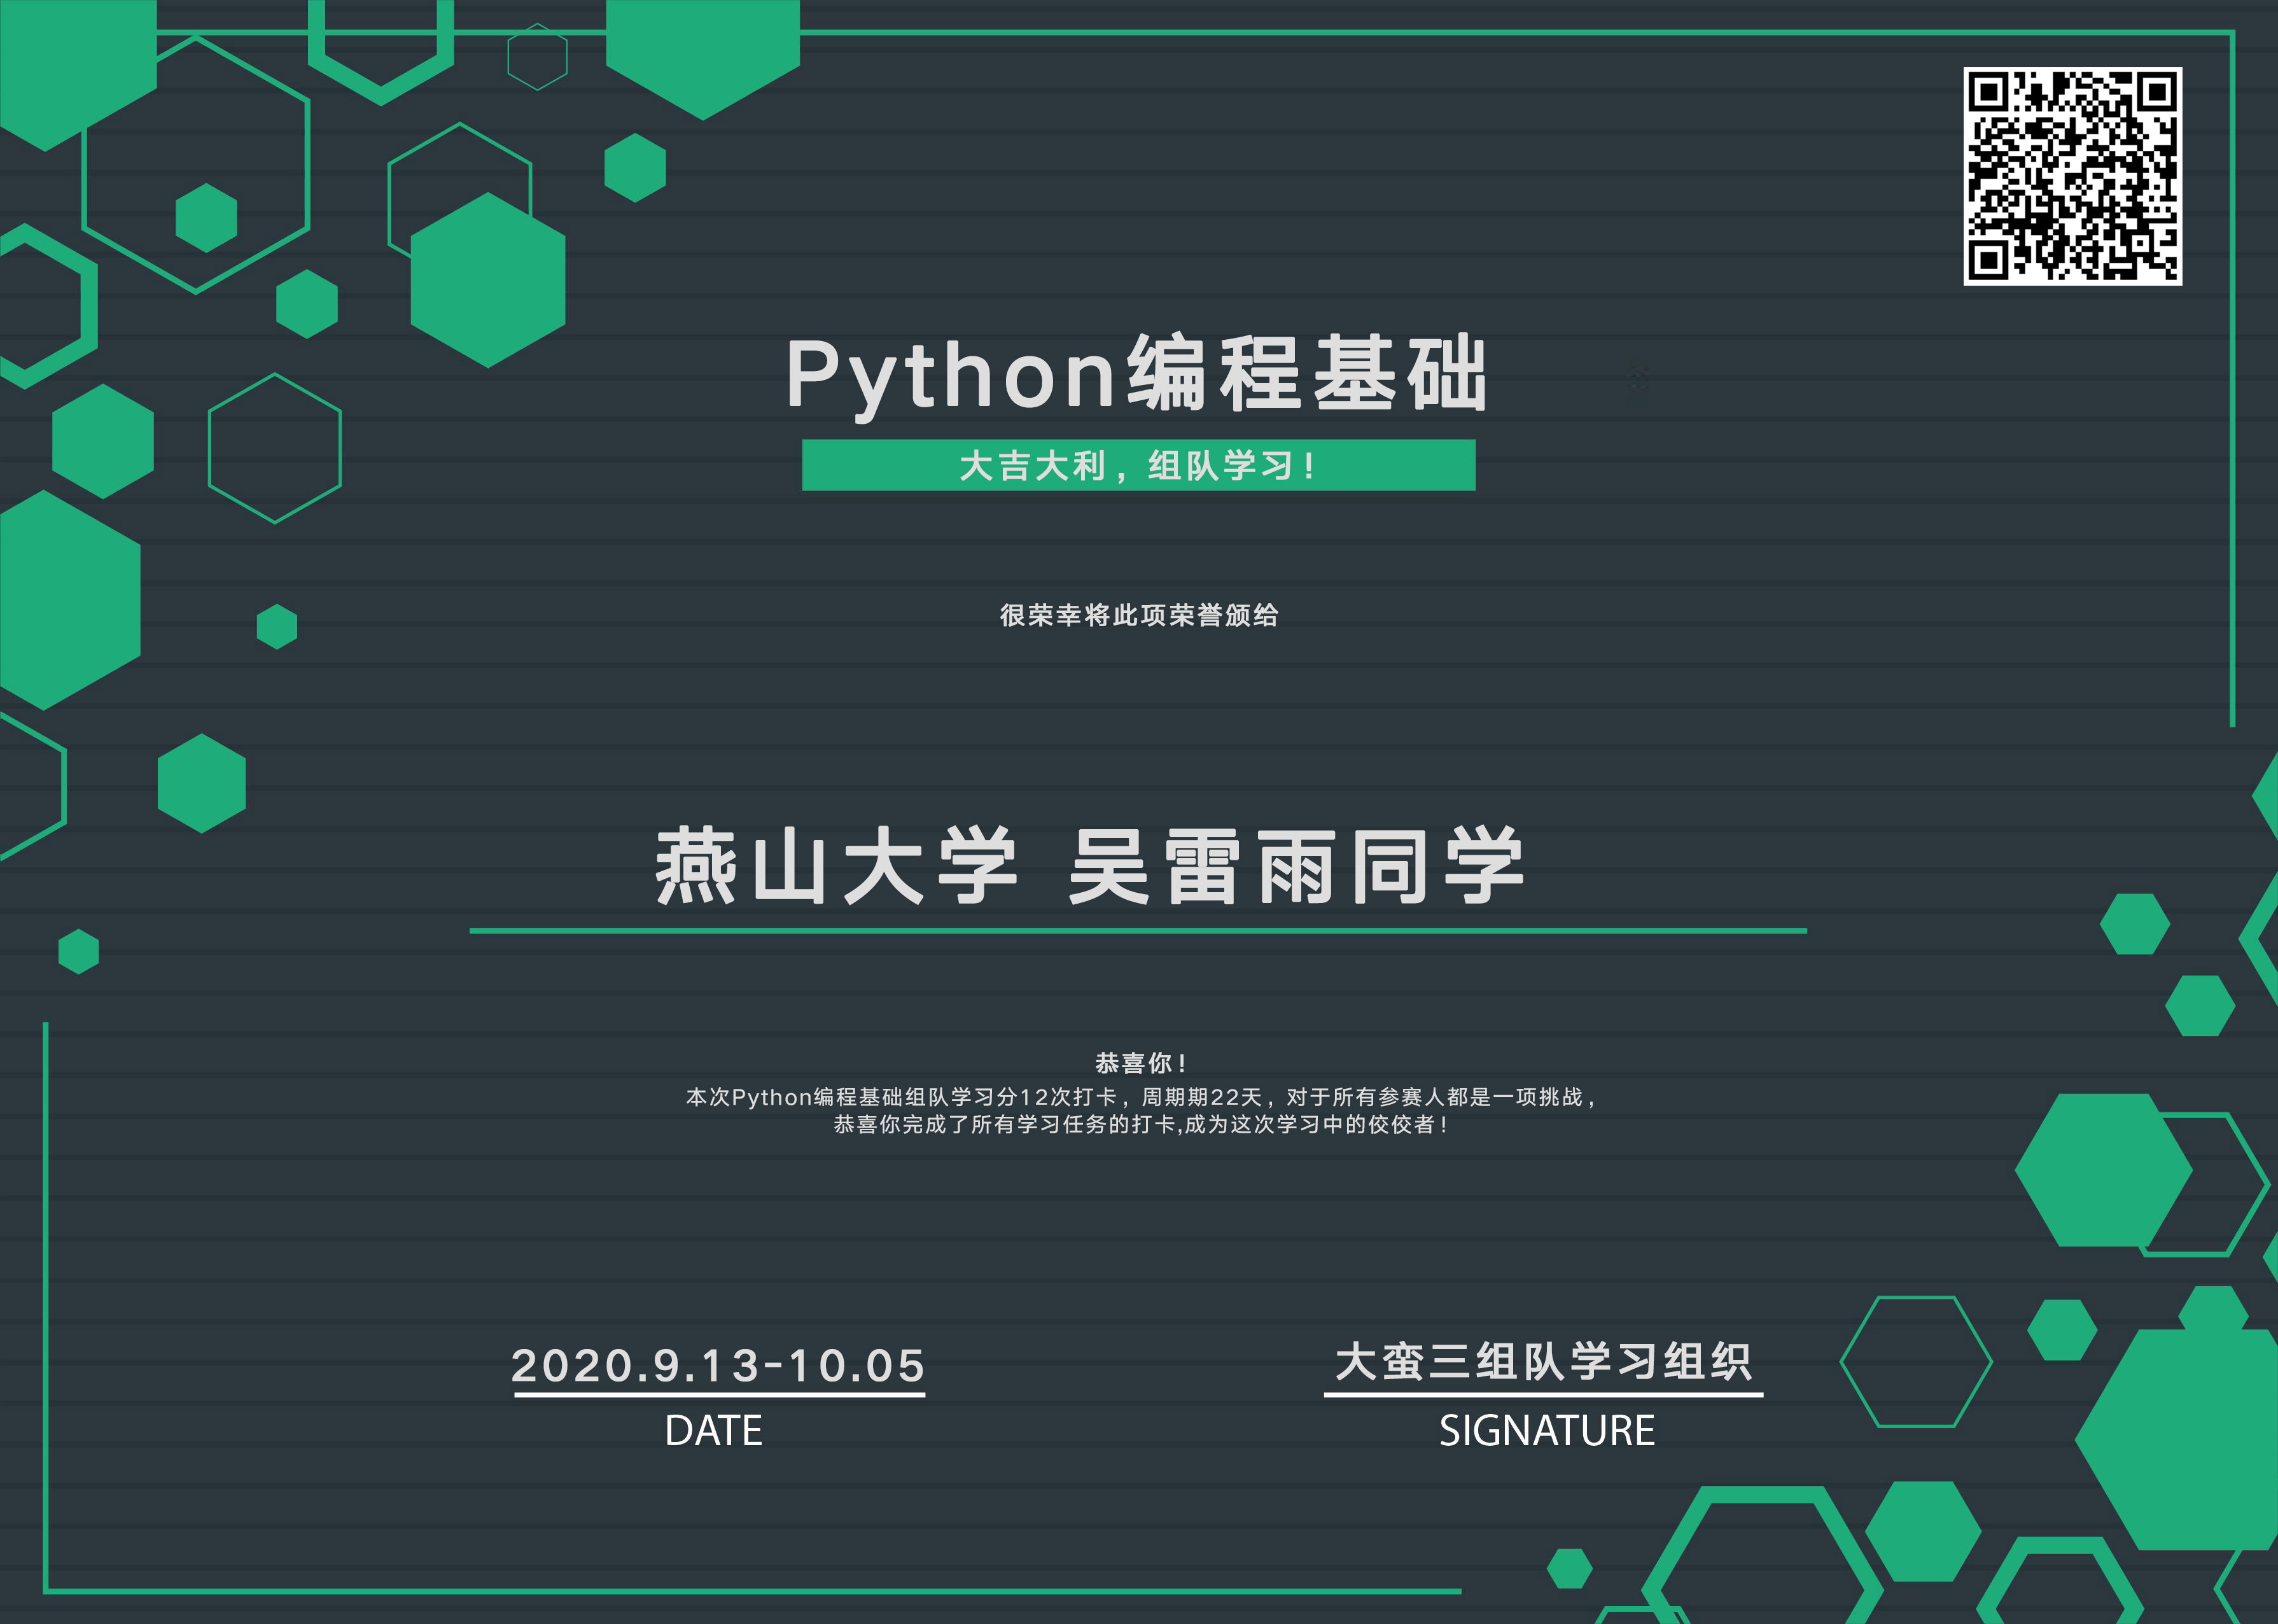 Python编程基础
大吉大利，组队学习！
很荣幸将此项荣誉颁给
燕山大学 吴雷雨同学
恭喜你！
本次Python编程基础组队学习分12次打卡，周期期22天，对于所有参赛人都是一项挑战，
恭喜你完成了所有学习任务的打卡,成为这次学习中的佼佼者！
2020.9.13-10.05
DATE
大蛮三组队学习组织
SIGNATURE